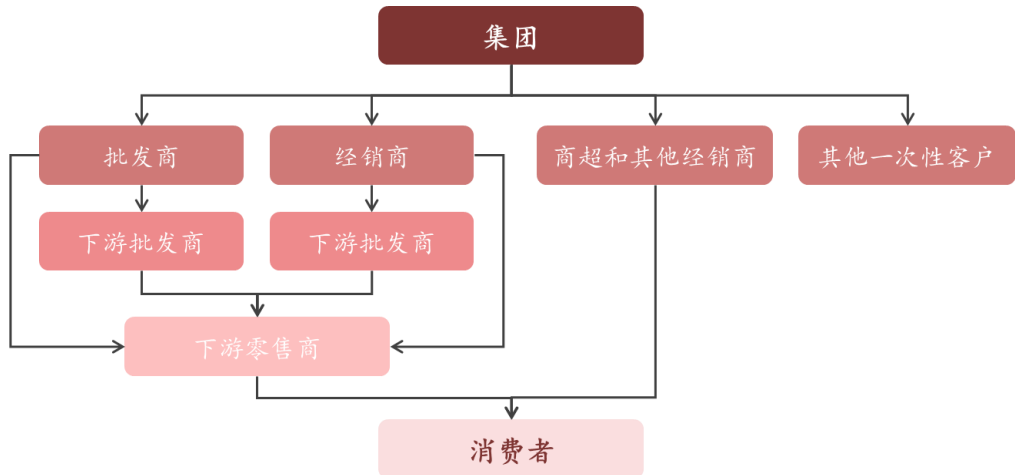 集团
批发商
经销商
商超和其他经销商
其他一次性客户
下游批发商
下游批发商
下游零售商
消费者